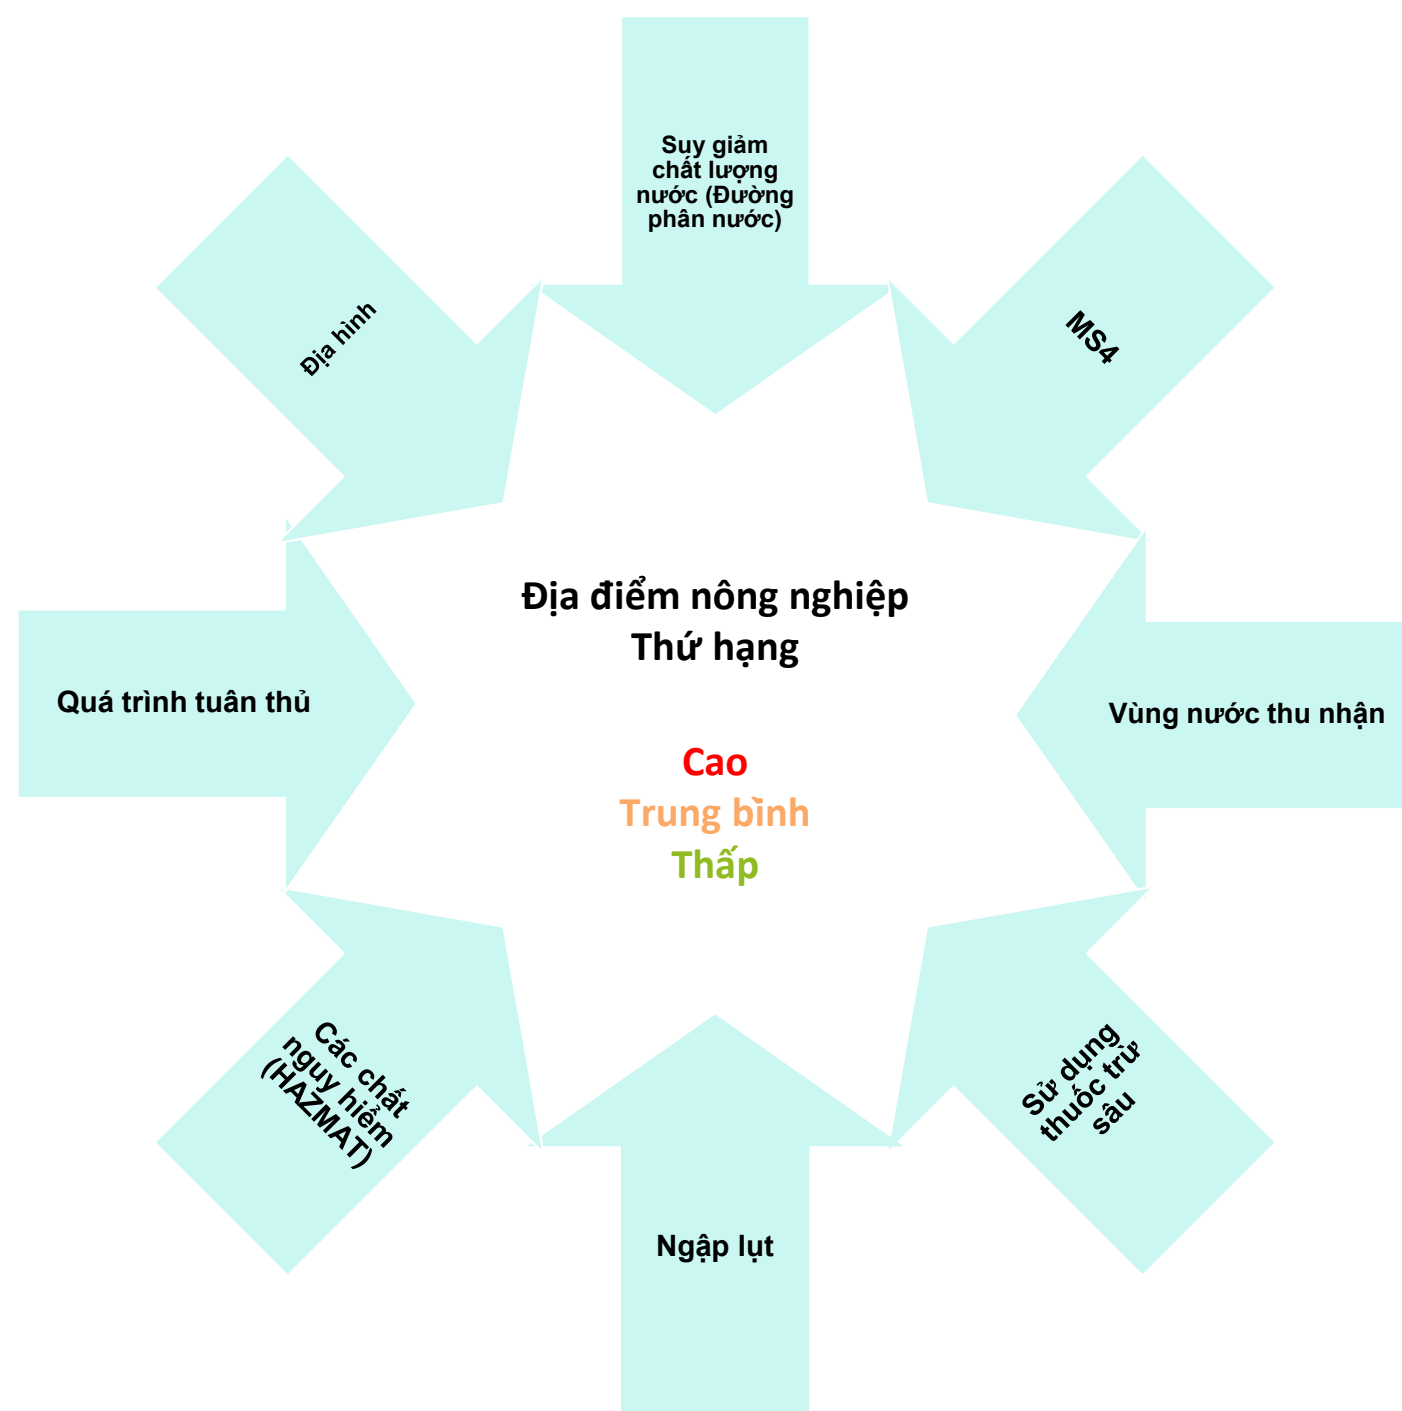 Suy giảm
chất lượng
nước (Đường
phân nước)
Địa hình
MS4
Địa điểm nông nghiệp
Thứ hạng
Cao
Trung bình
Thấp
Quá trình tuân thủ
Vùng nước thu nhận
Các chất
nguy hiểm
(HAZMAT)
Sử dụng
thuốc trừ
sâu
Ngập lụt